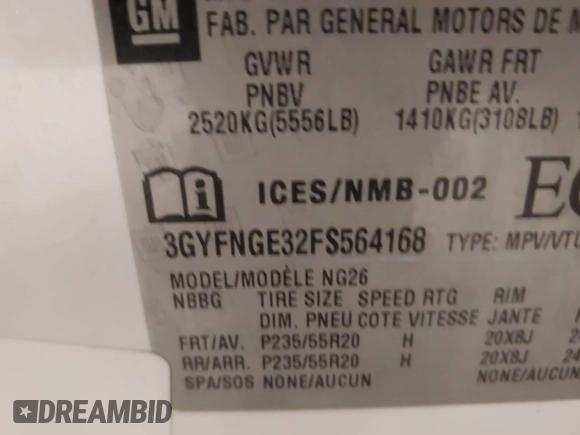 GM
FAB. PAR GENERAL MOTORS DE
GVWR GAWR FRT
PNBV PNBE AV.
2520KG(5556LB) 1410KG(3108LB)
i ICES/NMB-002
3GYFNGE32FS564168 TYPE: MPV/VTU
MODEL/MODÈLE NG26
NBBG TIRE SIZE SPEED RTG RIM
DIM. PNEU COTE VITESSE JANTE
FRT/AV. P235/55R20 H 20X8J
RR/ARR. P235/55R20 H 20X8J
SPA/SOS NONE/AUCUN NONE/AUCUN
DREAMBID